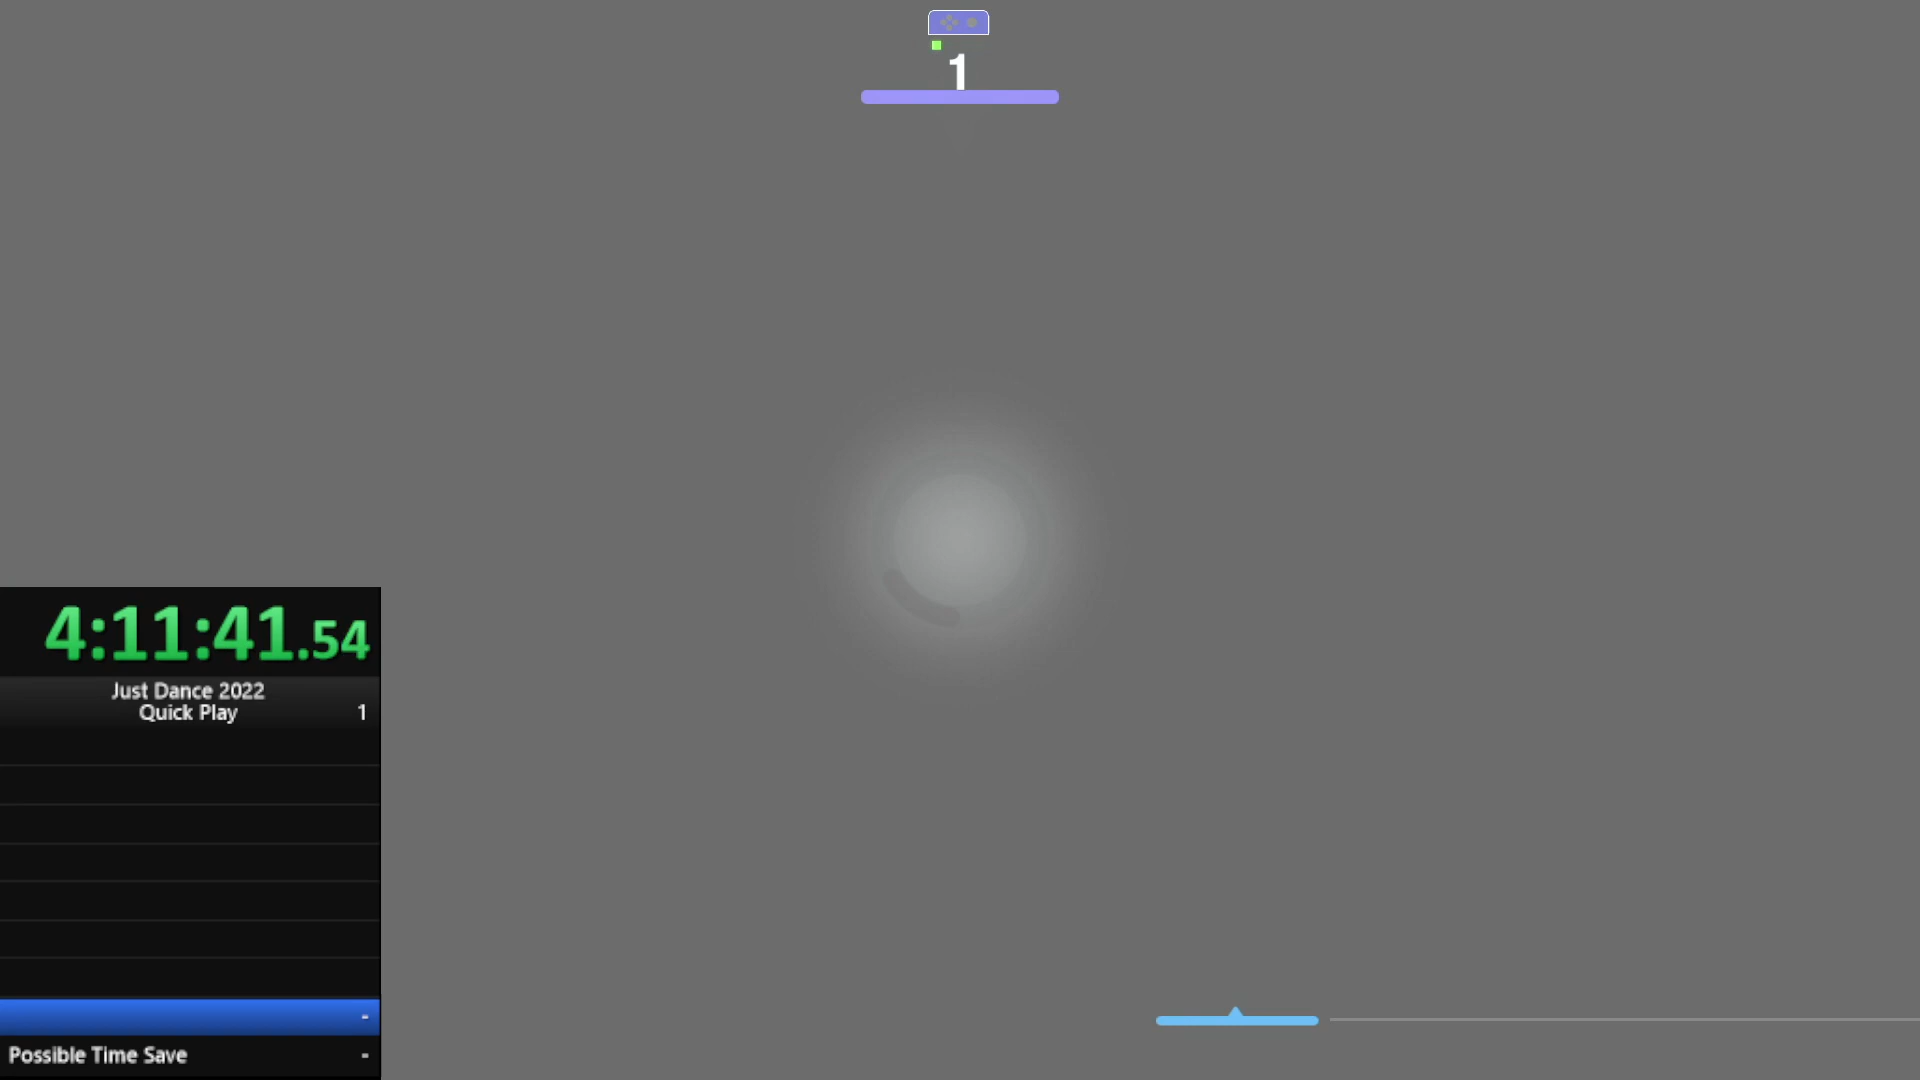 1
4:11:41.54
Just Dance 2022
Quick Play 1
-
Possible Time Save -